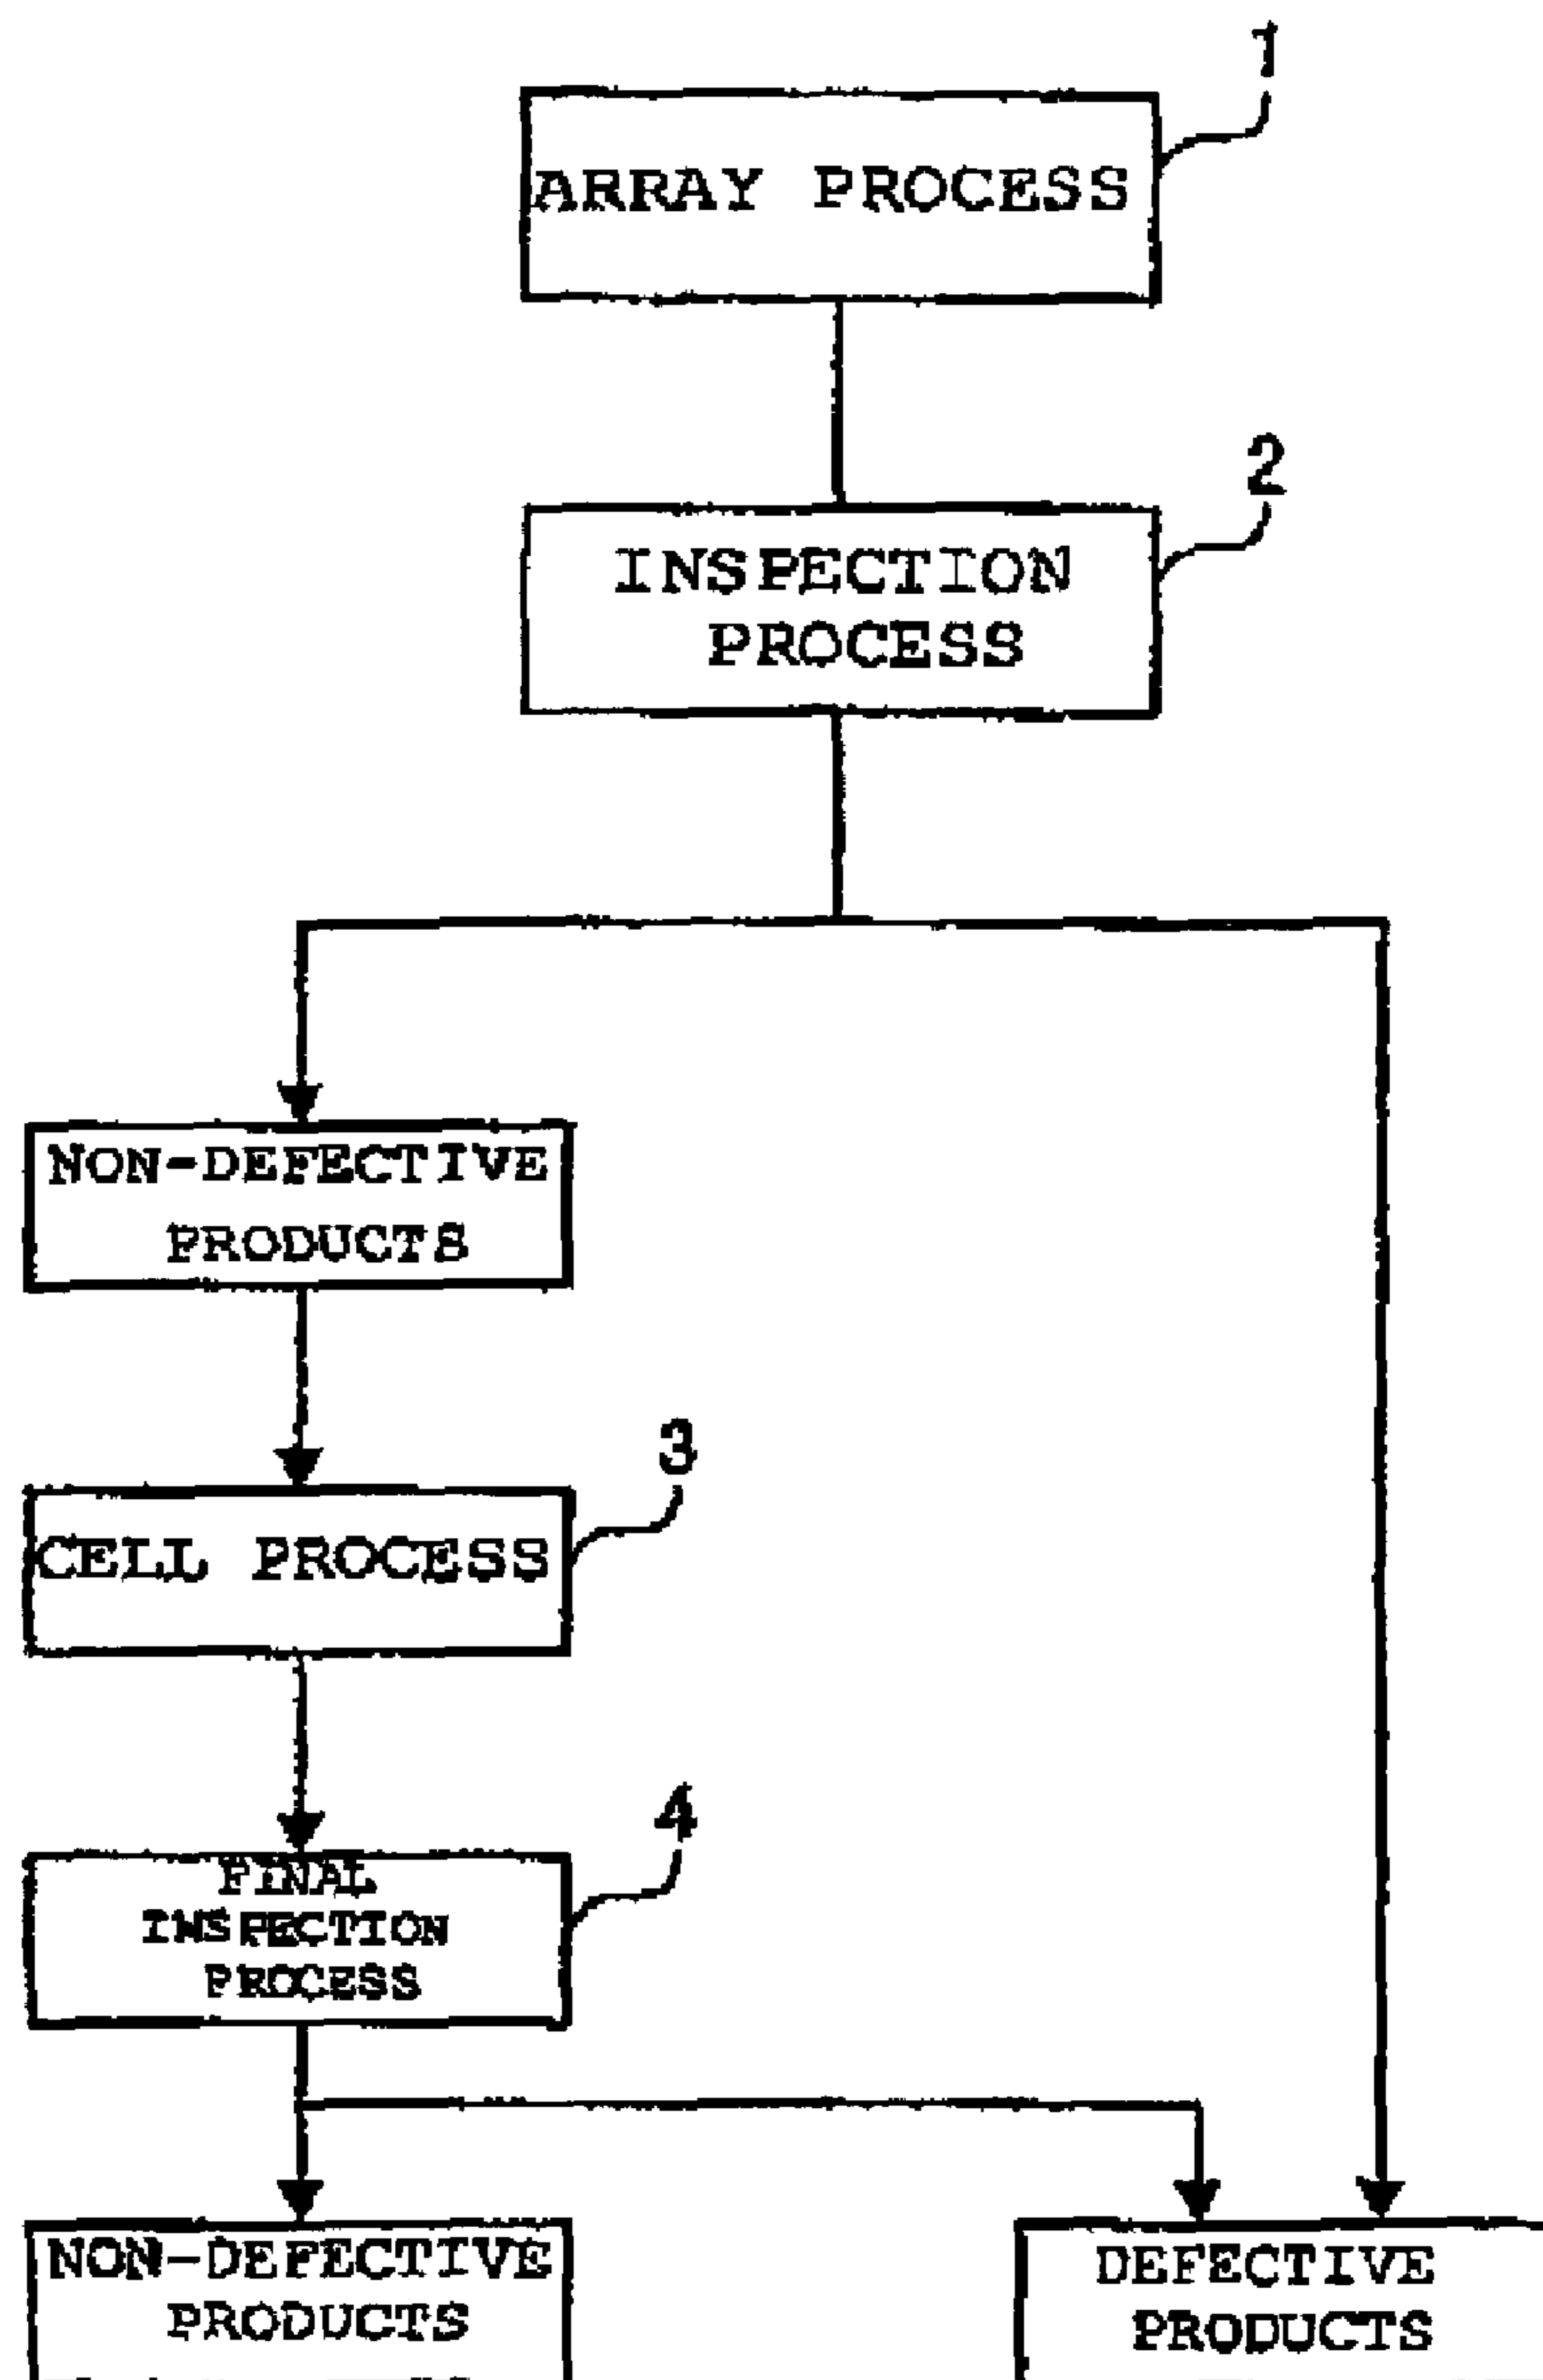 1
ARRAY PROCESS
2
INSPECTION
PROCESS
NON-DEFECTIVE
PRODUCTS
3
CELL PROCESS
4
FINAL
INSPECTION
PROCESS
NON-DEFECTIVE
PRODUCTS
DEFECTIVE
PRODUCTS